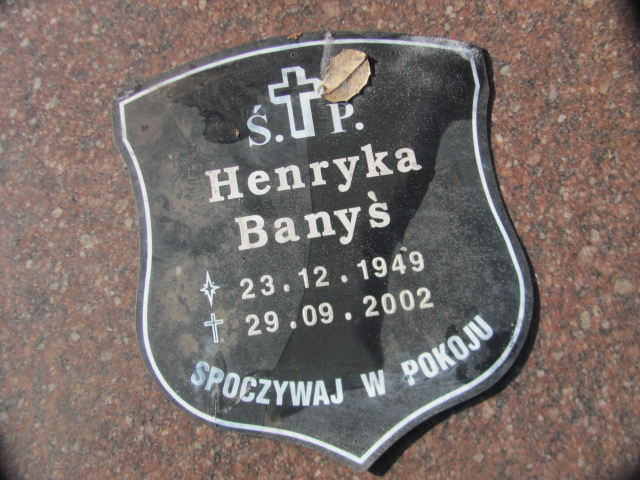 Ś. P.
Henryka
Banyś
23.12.1949
29.09.2002
SPOCZYWAJ W POKOJU